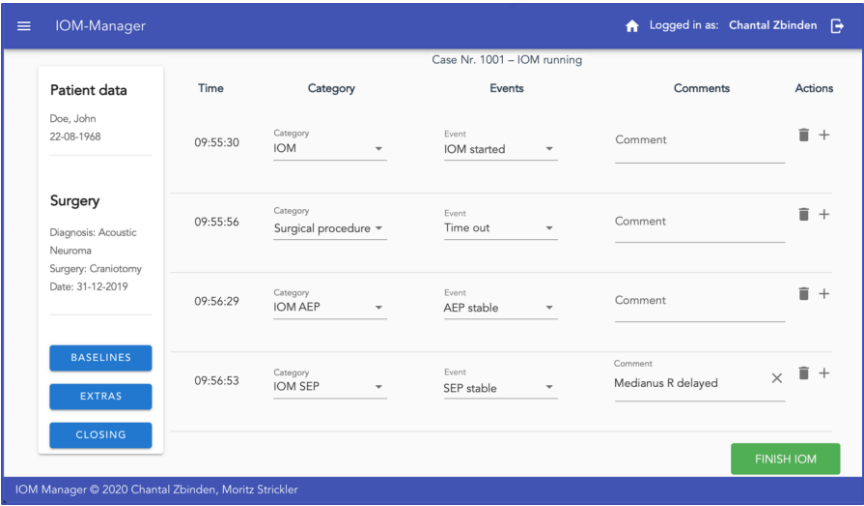 IOM-Manager
Logged in as: Chantal Zbinden
Case Nr. 1001 – IOM running
Patient data
Doe, John
22-08-1968
Surgery
Diagnosis: Acoustic
Neuroma
Surgery: Craniotomy
Date: 31-12-2019
BASELINES
EXTRAS
CLOSING
Time Category Events Comments Actions
Category Event
09:55:30 IOM IOM started Comment
Category Event
09:55:56 Surgical procedure Time out Comment
Category Event
09:56:29 IOM AEP AEP stable Comment
Category Event Comment
09:56:53 IOM SEP SEP stable Medianus R delayed
FINISH IOM
IOM Manager © 2020 Chantal Zbinden, Moritz Strickler